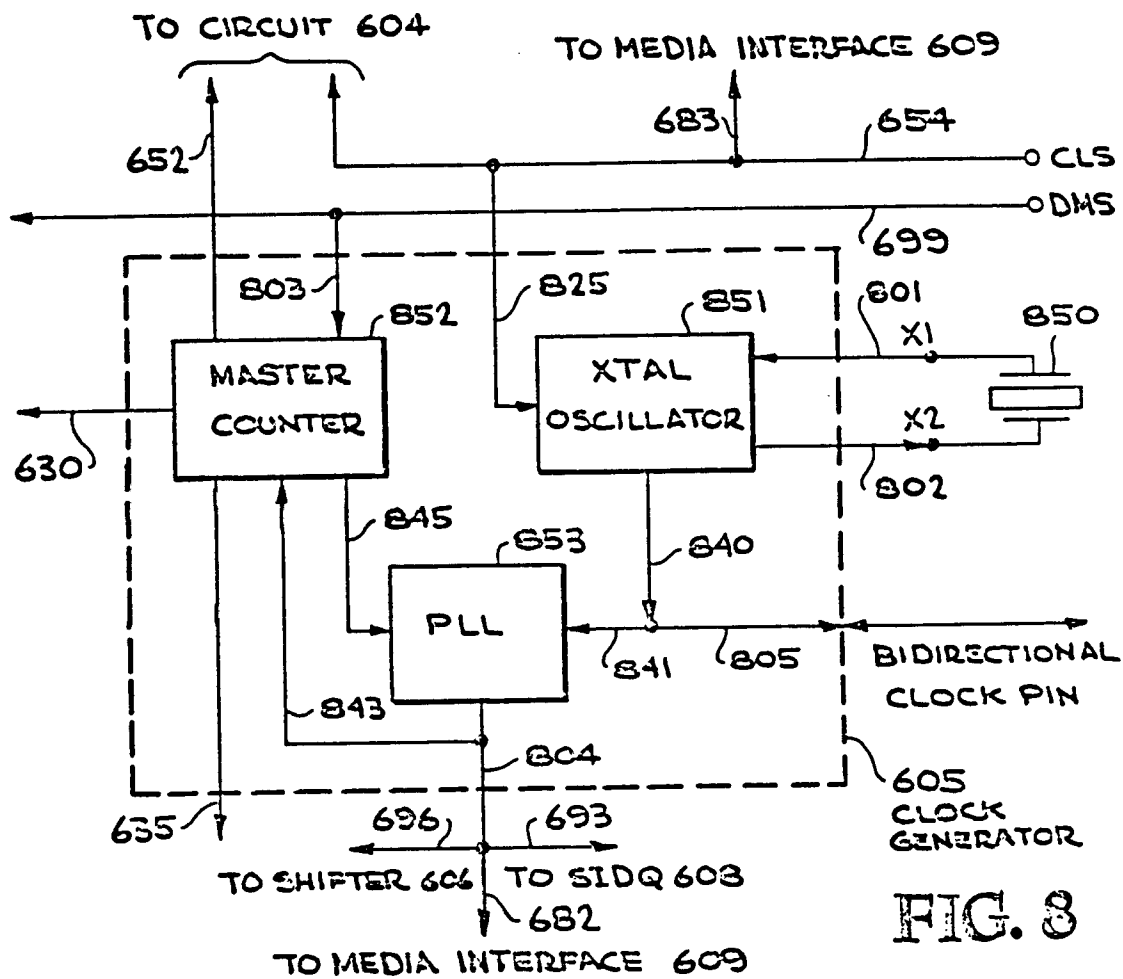 TO CIRCUIT 604
TO MEDIA INTERFACE 609
683
654
652
CLS
DMS
699
803
825
852
851
801
850
X1
MASTER
COUNTER
XTAL
OSCILLATOR
X2
630
802
845
853
840
PLL
841
805
BIDIRECTIONAL
CLOCK PIN
843
804
605
CLOCK
GENERATOR
635
696
693
TO SHIFTER 606
TO SIDQ 608
682
TO MEDIA INTERFACE 609
FIG. 8